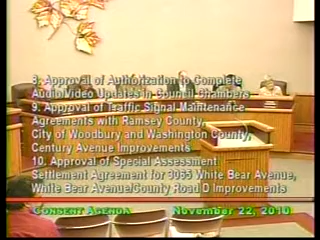 8. Approval of Authorization to Complete
Audio/Video Updates in Council Chambers
9. Approval of Traffic Signal Maintenance
Agreements with Ramsey County,
City of Woodbury and Washington County,
Century Avenue Improvements
10. Approval of Special Assessment
Settlement Agreement for 3065 White Bear Avenue,
White Bear Avenue/County Road D Improvements
Consent Agenda November 22, 2010